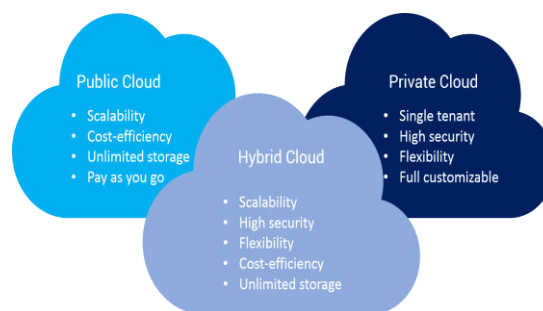 Public Cloud
• Scalability
• Cost-efficiency
• Unlimited storage
• Pay as you go
Private Cloud
• Single tenant
• High security
• Flexibility
• Full customizable
Hybrid Cloud
• Scalability
• High security
• Flexibility
• Cost-efficiency
• Unlimited storage